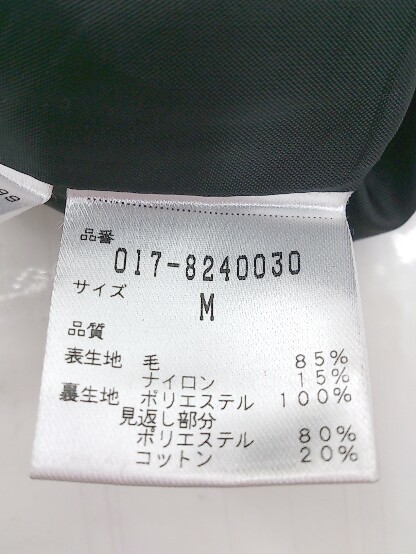 品番
017-8240030
サイズ
M
品質
表生地 毛 85%
ナイロン 15%
裏生地 ポリエステル 100%
見返し部分
ポリエステル 80%
コットン 20%